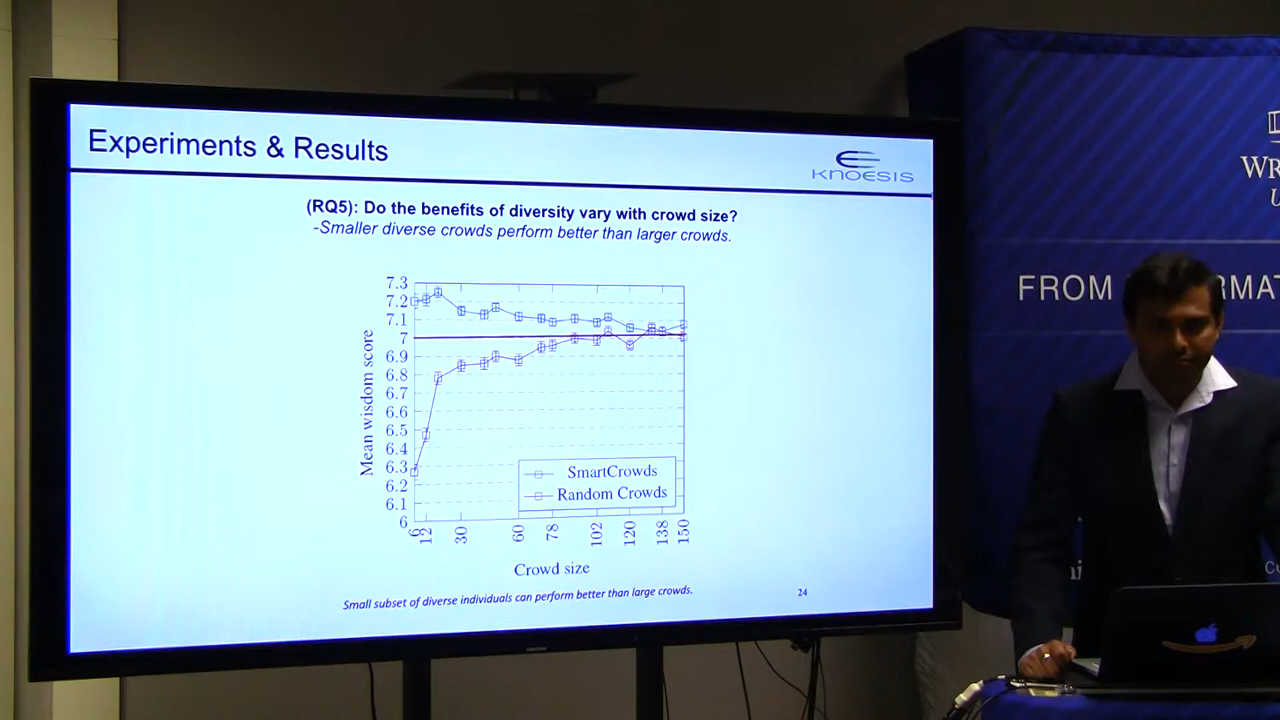 Experiments & Results
KNOESIS
(RQ5): Do the benefits of diversity vary with crowd size?
-Smaller diverse crowds perform better than larger crowds.
7.3
7.2
7.1
7
6.9
6.8
6.7
6.6
6.5
6.4
6.3
6.2
6.1
6
Mean wisdom score
SmartCrowds
Random Crowds
6
12
30
60
78
102
120
138
150
Crowd size
Small subset of diverse individuals can perform better than large crowds.
24
WR
U
FROM